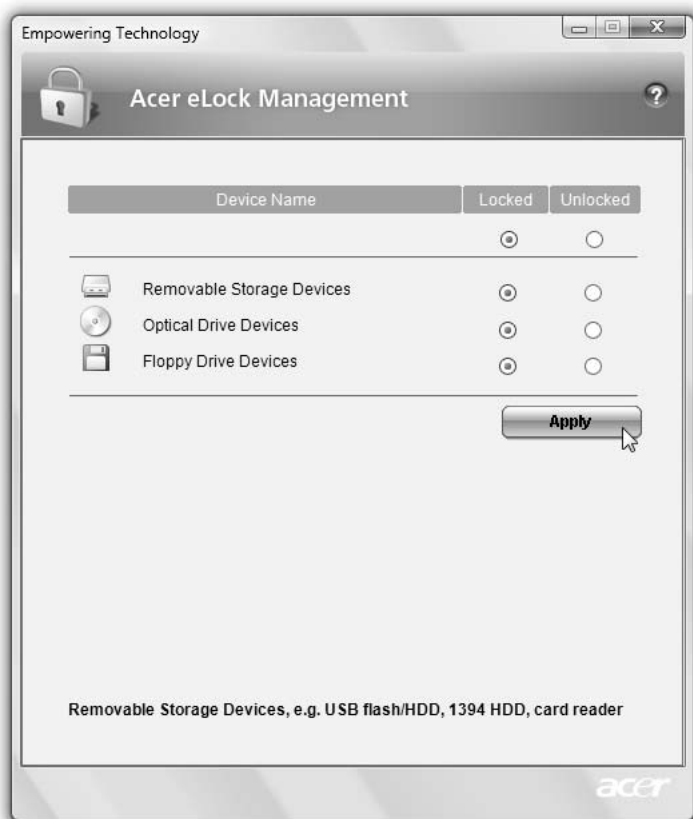 Empowering Technology
Acer eLock Management
?
Device Name Locked Unlocked
Removable Storage Devices
Optical Drive Devices
Floppy Drive Devices
Apply
Removable Storage Devices, e.g. USB flash/HDD, 1394 HDD, card reader
acer